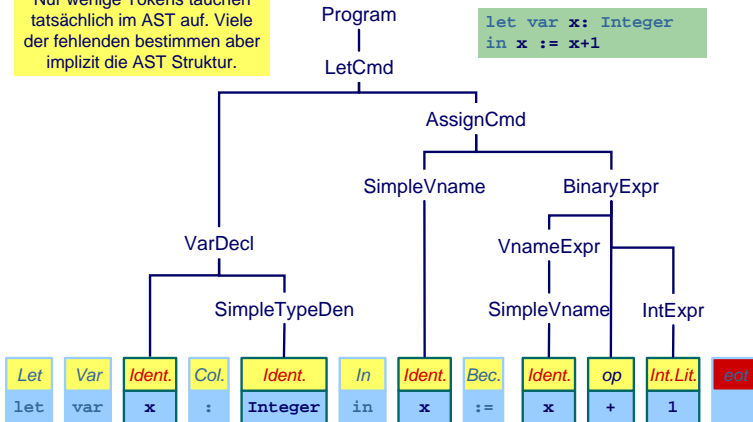 Nur wenige Tokens tauchen
tatsächlich im AST auf. Viele
der fehlenden bestimmen aber
implizit die AST Struktur.
Program
let var x: Integer
in x := x+1
LetCmd
AssignCmd
SimpleVname BinaryExpr
VarDecl VnameExpr
SimpleTypeDen SimpleVname IntExpr
Let Var Ident. Col. Ident. In Ident. Bec. Ident. op Int.Lit. eot
let var x : Integer in x := x + 1